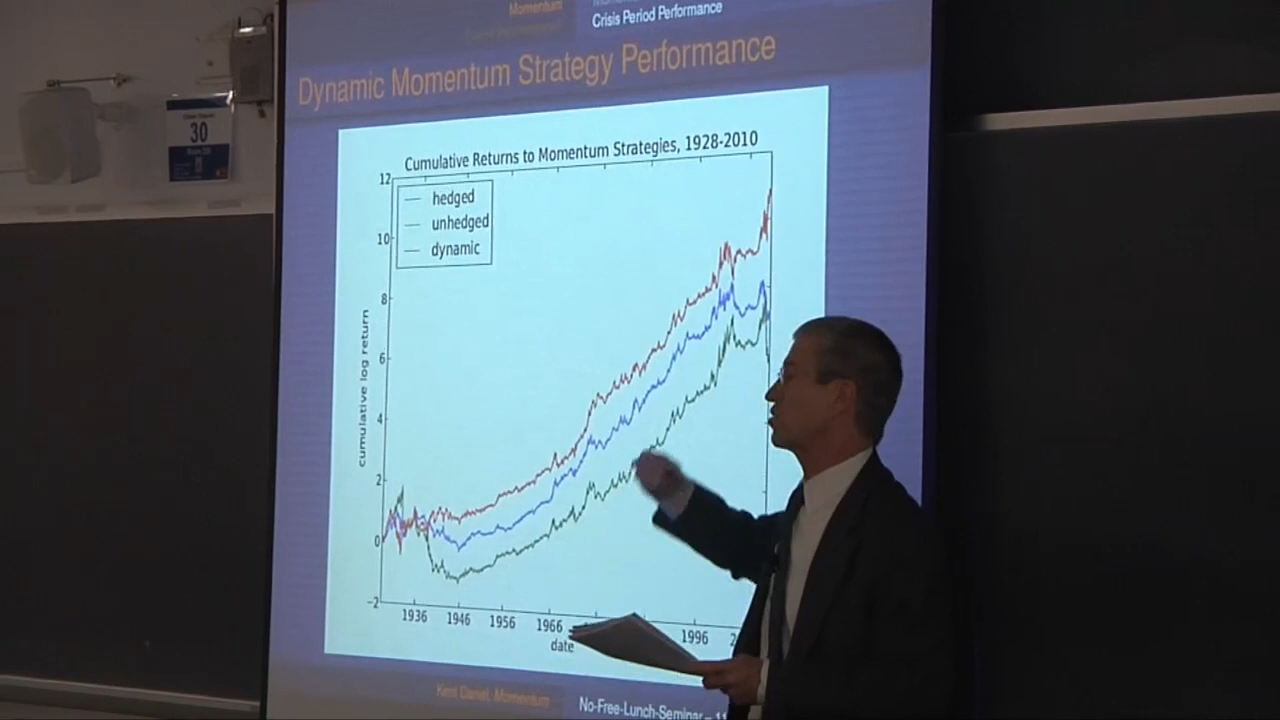 Momentum
Crisis Period Performance
Dynamic Momentum Strategy Performance
30
Cumulative Returns to Momentum Strategies, 1928-2010
hedged
unhedged
dynamic
12
10
8
6
4
2
0
−2
cumulative log return
1936 1946 1956 1966 1996
date
Kent Daniel, Momentum
No-Free-Lunch-Seminar – 11